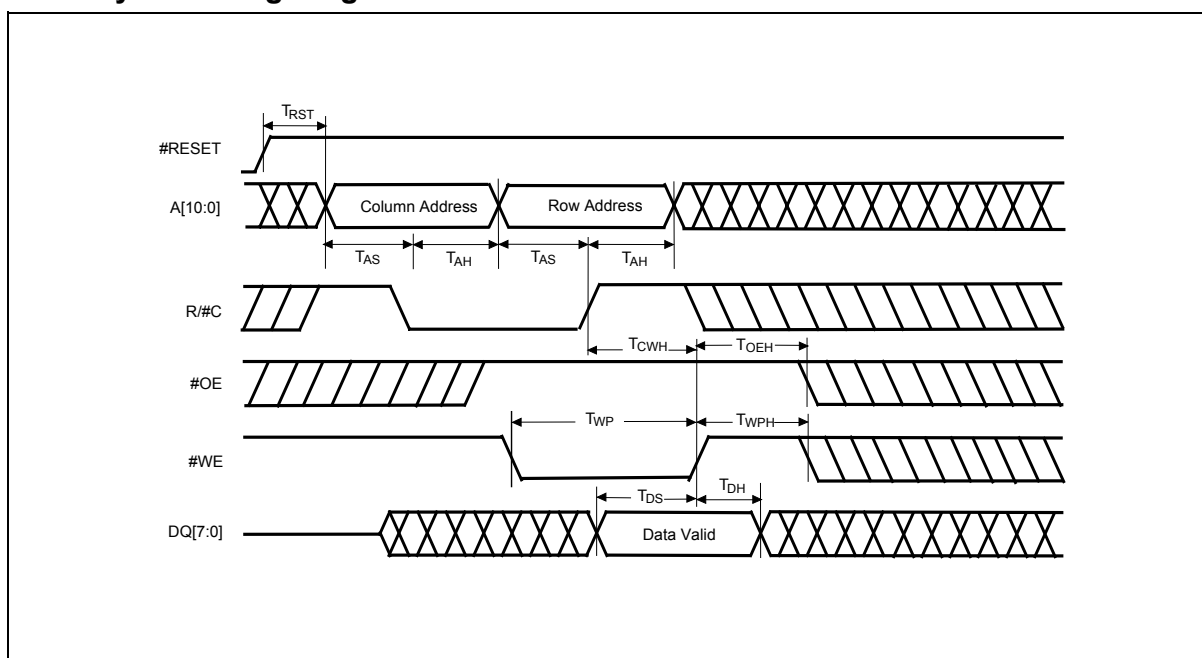 TRST
#RESET
A[10:0]
Column Address
Row Address
TAS
TAH
TAS
TAH
R/#C
TCWH
TOEH
#OE
TWP
TWPH
#WE
TDS
TDH
DQ[7:0]
Data Valid